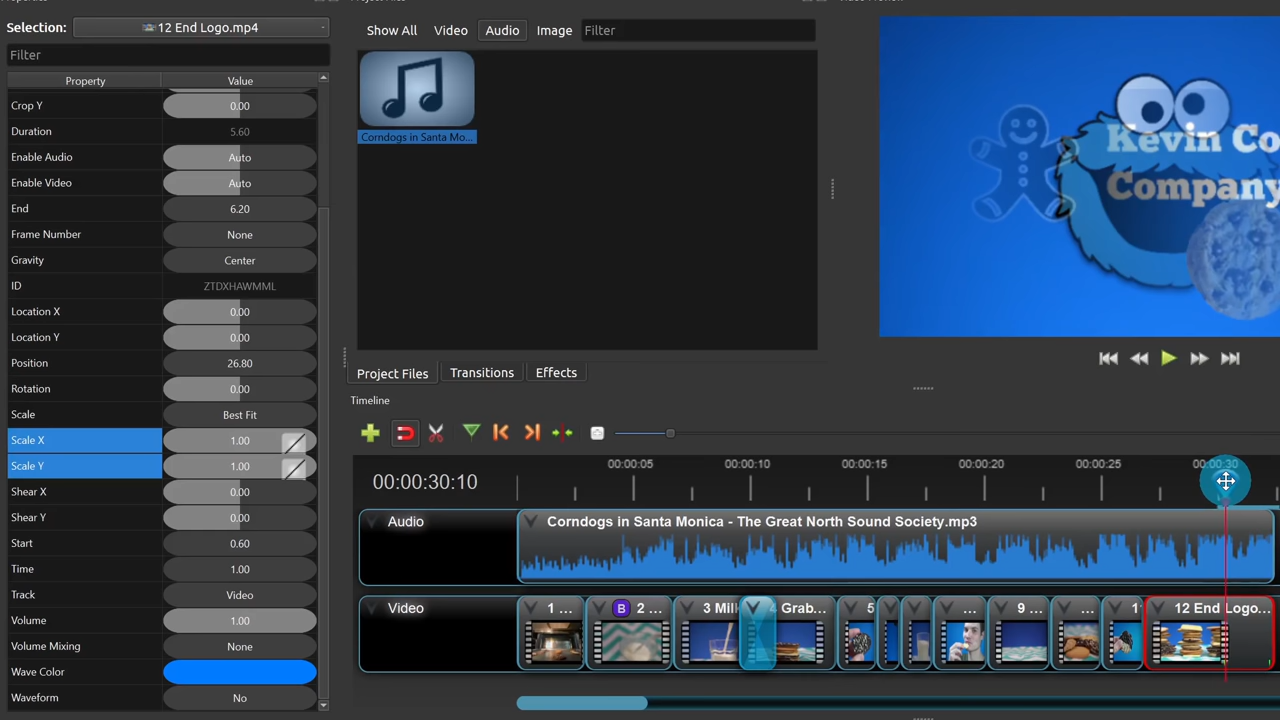 Selection:
12 End Logo.mp4
Filter
Property Value
Crop Y 0.00
Duration 5.60
Enable Audio Auto
Enable Video Auto
End 6.20
Frame Number None
Gravity Center
ID ZTDXHAWMML
Location X 0.00
Location Y 0.00
Position 26.80
Rotation 0.00
Scale Best Fit
Scale X 1.00
Scale Y 1.00
Shear X 0.00
Shear Y 0.00
Start 0.60
Time 1.00
Track Video
Volume 1.00
Volume Mixing None
Wave Color
Waveform No
Show All Video Audio Image Filter
Corndogs in Santa Mo...
Project Files Transitions Effects
Kevin Co
Company
Timeline
00:00:05 00:00:10 00:00:15 00:00:20 00:00:25 00:00:30
00:00:30:10
Audio
Corndogs in Santa Monica - The Great North Sound Society.mp3
Video
1 ... B 2 ... 3 Milk 4 Grab... 5 ... 9 ... ... 1 12 End Logo...